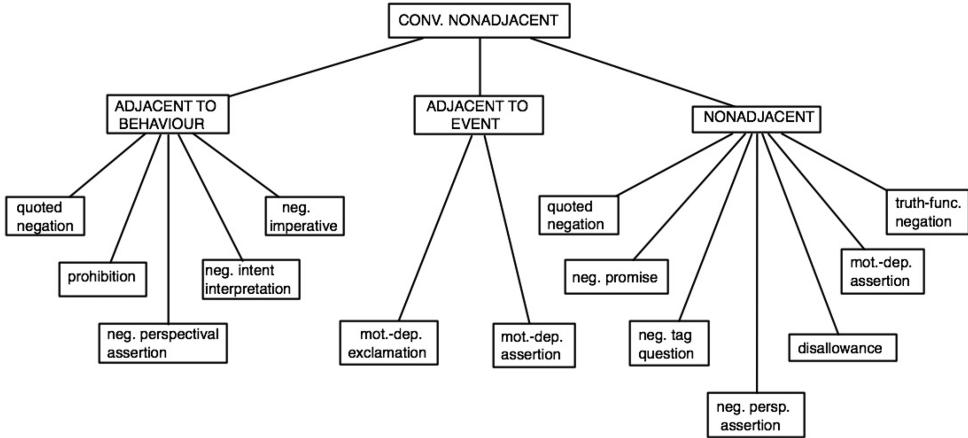 CONV. NONADJACENT
ADJACENT TO
BEHAVIOUR
ADJACENT TO
EVENT
NONADJACENT
quoted
negation
prohibition
neg. perspectival
assertion
neg. intent
interpretation
neg.
imperative
mot.-dep.
exclamation
mot.-dep.
assertion
quoted
negation
neg. promise
neg. tag
question
neg. persp.
assertion
disallowance
mot.-dep.
assertion
truth-func.
negation